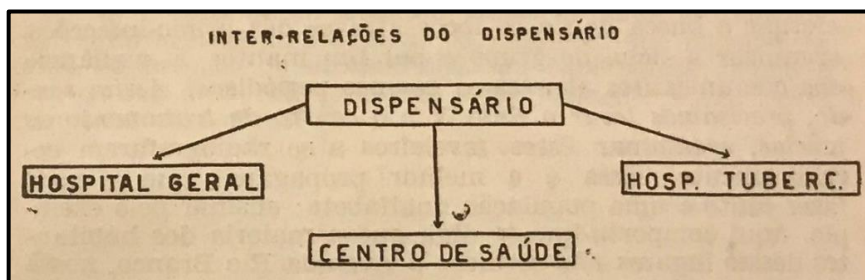 INTER-RELAÇÕES DO DISPENSÁRIO
DISPENSÁRIO
HOSPITAL GERAL
HOSP. TUBERC.
CENTRO DE SAÚDE